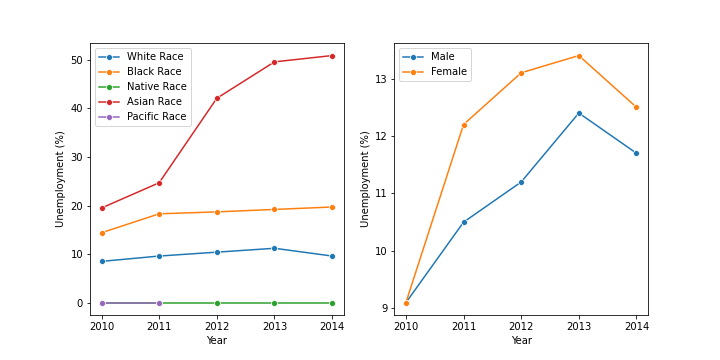 White Race
Black Race
Native Race
Asian Race
Pacific Race
50
40
30
20
10
0
Unemployment (%)
2010 2011 2012 2013 2014
Year
Male
Female
13
12
11
10
9
Unemployment (%)
2010 2011 2012 2013 2014
Year